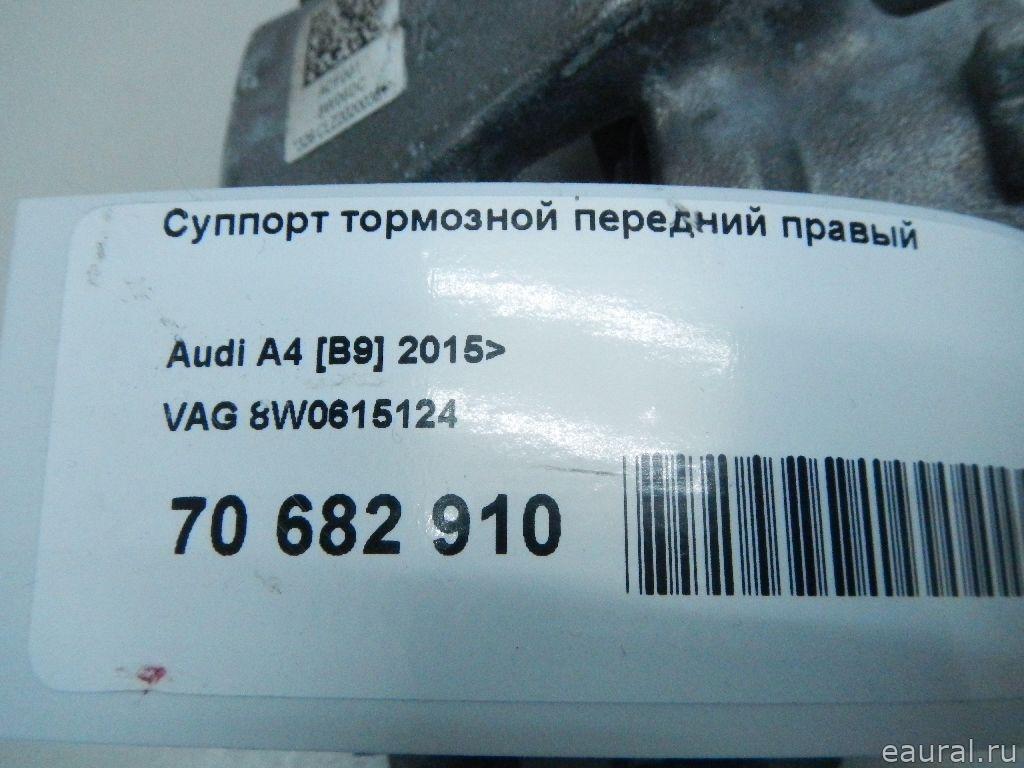 Суппорт тормозной передний правый
Audi A4 [B9] 2015>
VAG 8W0615124
70 682 910
eaural.ru